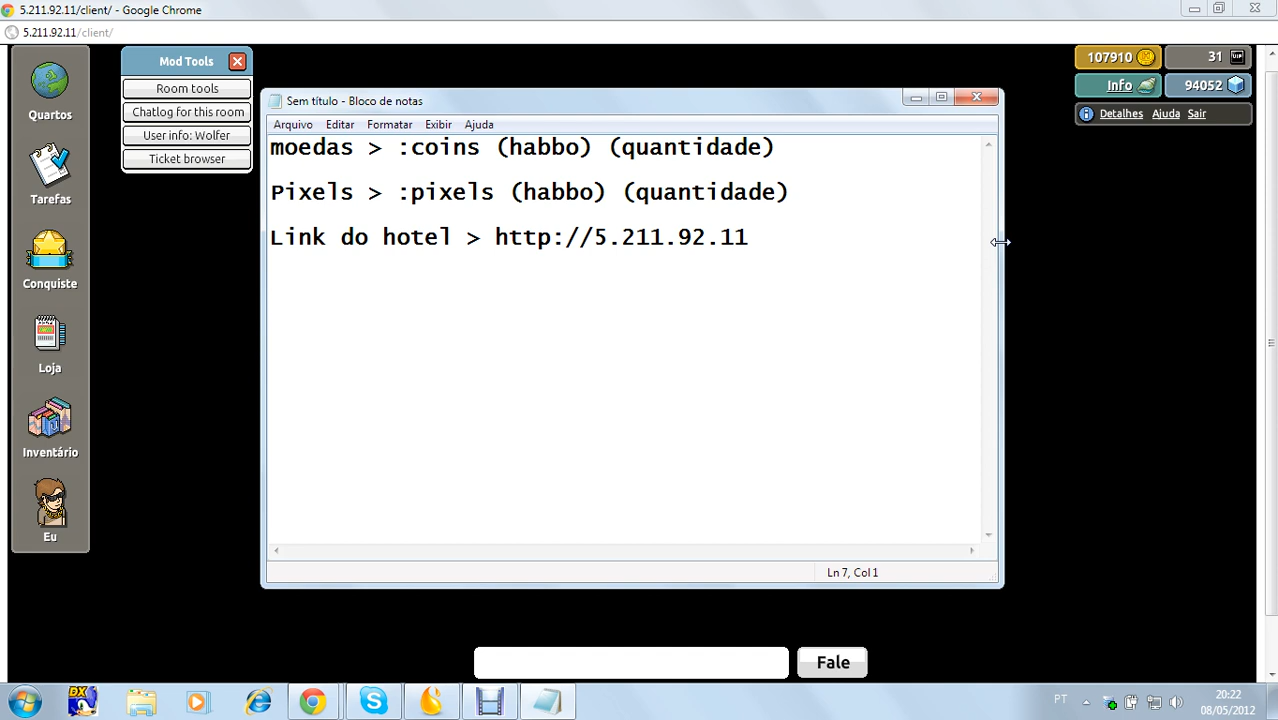 5.211.92.11/client/ - Google Chrome
5.211.92.11/client/
Mod Tools
Room tools
Chatlog for this room
User info: Wolfer
Ticket browser
Quartos
Tarefas
Conquiste
Loja
Inventário
Eu
Sem título - Bloco de notas
Arquivo Editar Formatar Exibir Ajuda
moedas > :coins (habbo) (quantidade)
Pixels > :pixels (habbo) (quantidade)
Link do hotel > http://5.211.92.11
Ln 7, Col 1
107910
31
Info
94052
Detalhes Ajuda Sair
Fale
DX
PT
20:22
08/05/2012